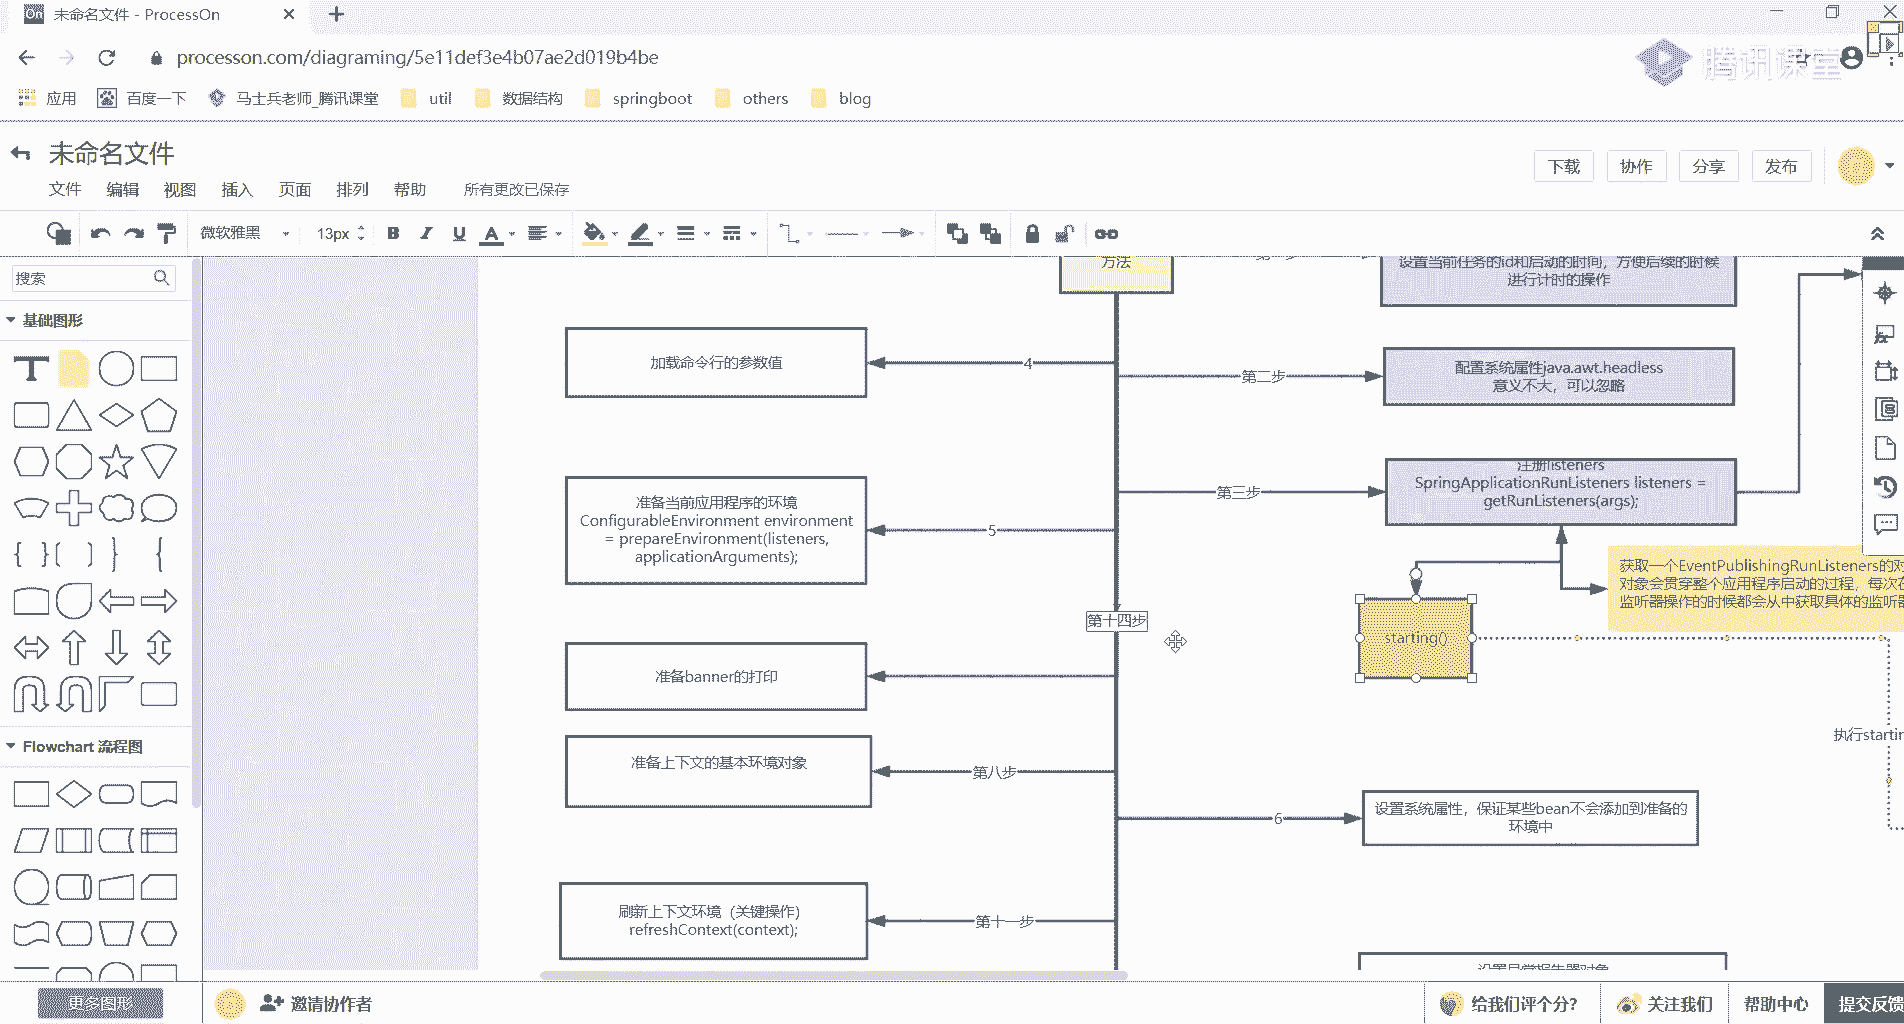 On 未命名文件 - ProcessOn
processon.com/diagraming/5e11def3e4b07ae2d019b4be
腾讯课堂
应用 百度一下 马士兵老师_腾讯课堂 util 数据结构 springboot others blog
未命名文件
下载 协作 分享 发布
文件 编辑 视图 插入 页面 排列 帮助 所有更改已保存
微软雅黑 13px B I U A
搜索
基础图形
T
Flowchart 流程图
更多图形
方法
设置当前任务的id和启动的时间，方便后续的时候
进行计时的操作
加载命令行的参数值
4
第二步
配置系统属性java.awt.headless
意义不大，可以忽略
准备当前应用程序的环境
ConfigurableEnvironment environment
= prepareEnvironment(listeners,
applicationArguments);
5
第三步
注册listeners
SpringApplicationRunListeners listeners =
getRunListeners(args);
获取一个EventPublishingRunListeners的对
对象会贯穿整个应用程序启动的过程，每次在
监听器操作的时候都会从中获取具体的监听器
第十四步
starting()
准备banner的打印
执行startin
准备上下文的基本环境对象
第八步
6
设置系统属性，保证某些bean不会添加到准备的
环境中
刷新上下文环境（关键操作）
refreshContext(context);
第十一步
邀请协作者
给我们评个分？ 关注我们 帮助中心 提交反馈